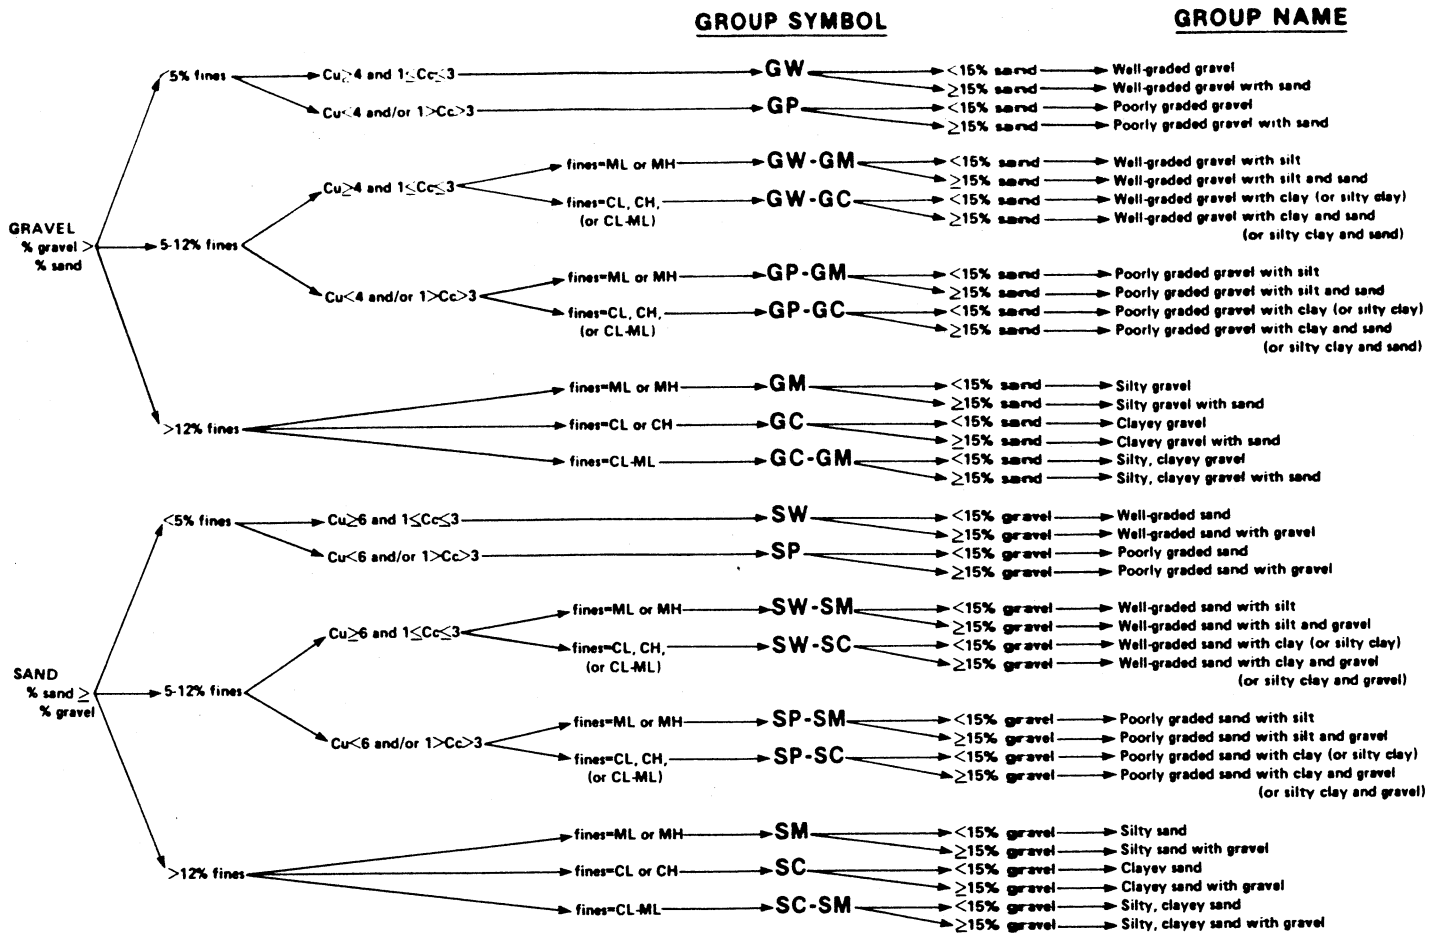 GROUP SYMBOL GROUP NAME
<5% fines Cu≥4 and 1≤Cc≤3 GW <15% sand Well-graded gravel
≥15% sand Well-graded gravel with sand
Cu<4 and/or 1>Cc>3 GP <15% sand Poorly graded gravel
≥15% sand Poorly graded gravel with sand
fines=ML or MH GW-GM <15% sand Well-graded gravel with silt
Cu≥4 and 1≤Cc≤3 ≥15% sand Well-graded gravel with silt and sand
fines=CL, CH, GW-GC <15% sand Well-graded gravel with clay (or silty clay)
(or CL-ML) ≥15% sand Well-graded gravel with clay and sand
GRAVEL (or silty clay and sand)
% gravel > 5-12% fines
% sand
fines=ML or MH GP-GM <15% sand Poorly graded gravel with silt
Cu<4 and/or 1>Cc>3 ≥15% sand Poorly graded gravel with silt and sand
fines=CL, CH, GP-GC <15% sand Poorly graded gravel with clay (or silty clay)
(or CL-ML) ≥15% sand Poorly graded gravel with clay and sand
(or silty clay and sand)
fines=ML or MH GM <15% sand Silty gravel
≥15% sand Silty gravel with sand
>12% fines fines=CL or CH GC <15% sand Clayey gravel
≥15% sand Clayey gravel with sand
fines=CL-ML GC-GM <15% sand Silty, clayey gravel
≥15% sand Silty, clayey gravel with sand
<5% fines Cu≥6 and 1≤Cc≤3 SW <15% gravel Well-graded sand
≥15% gravel Well-graded sand with gravel
Cu<6 and/or 1>Cc>3 SP <15% gravel Poorly graded sand
≥15% gravel Poorly graded sand with gravel
fines=ML or MH SW-SM <15% gravel Well-graded sand with silt
Cu≥6 and 1≤Cc≤3 ≥15% gravel Well-graded sand with silt and gravel
fines=CL, CH, SW-SC <15% gravel Well-graded sand with clay (or silty clay)
(or CL-ML) ≥15% gravel Well-graded sand with clay and gravel
SAND (or silty clay and gravel)
% sand ≥ 5-12% fines
% gravel
fines=ML or MH SP-SM <15% gravel Poorly graded sand with silt
Cu<6 and/or 1>Cc>3 ≥15% gravel Poorly graded sand with silt and gravel
fines=CL, CH, SP-SC <15% gravel Poorly graded sand with clay (or silty clay)
(or CL-ML) ≥15% gravel Poorly graded sand with clay and gravel
(or silty clay and gravel)
fines=ML or MH SM <15% gravel Silty sand
≥15% gravel Silty sand with gravel
>12% fines fines=CL or CH SC <15% gravel Clayey sand
≥15% gravel Clayey sand with gravel
fines=CL-ML SC-SM <15% gravel Silty, clayey sand
≥15% gravel Silty, clayey sand with gravel